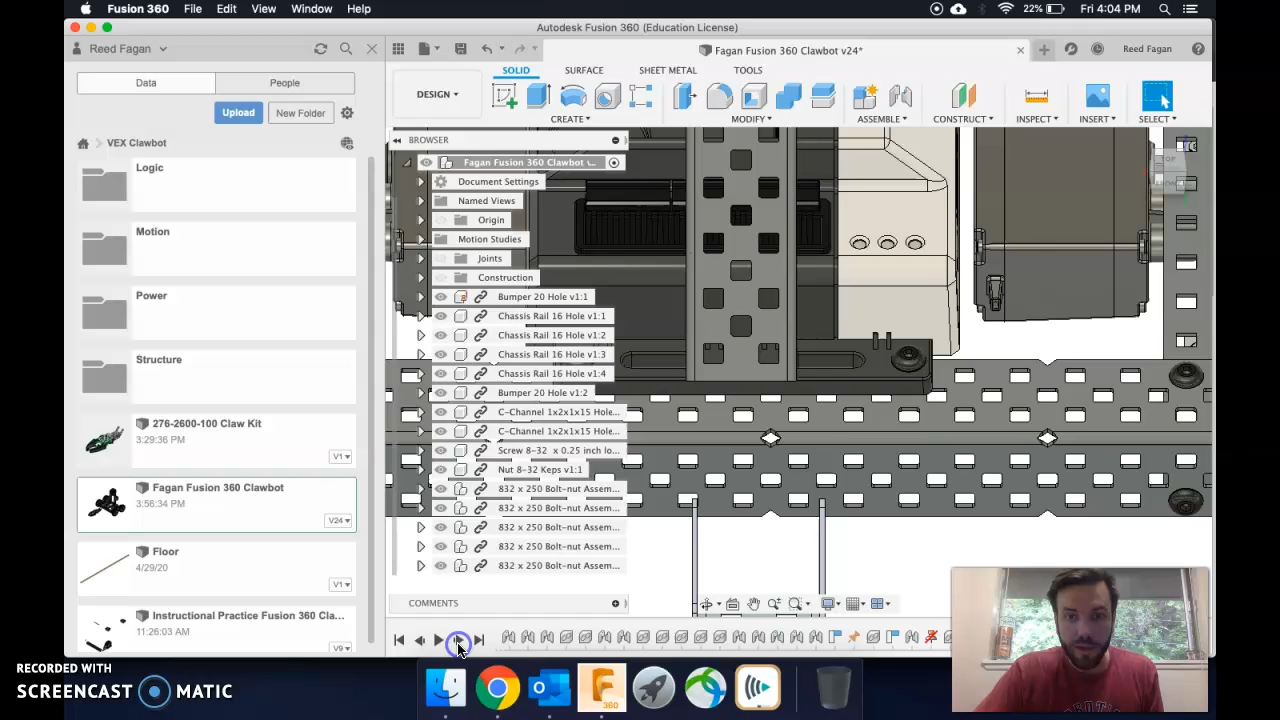 Fusion 360 File Edit View Window Help 22% Fri 4:04 PM
Autodesk Fusion 360 (Education License)
Reed Fagan
Fagan Fusion 360 Clawbot v24*
Reed Fagan
Data People
Upload New Folder
VEX Clawbot
Logic
Motion
Power
Structure
276-2600-100 Claw Kit
3:29:36 PM
V1
Fagan Fusion 360 Clawbot
3:56:34 PM
V24
Floor
4/29/20
V1
Instructional Practice Fusion 360 Cla...
11:26:03 AM
V9
SOLID SURFACE SHEET METAL TOOLS
DESIGN
CREATE MODIFY ASSEMBLE CONSTRUCT INSPECT INSERT SELECT
BROWSER
TOP
Fagan Fusion 360 Clawbot
Document Settings
Named Views
Origin
Motion Studies
Joints
Construction
Bumper 20 Hole v1:1
Chassis Rail 16 Hole v1:1
Chassis Rail 16 Hole v1:2
Chassis Rail 16 Hole v1:3
Chassis Rail 16 Hole v1:4
Bumper 20 Hole v1:2
C-Channel 1x2x1x15 Hole...
C-Channel 1x2x1x15 Hole...
Screw 8-32 x 0.25 inch lo...
Nut 8-32 Keps v1:1
832 x 250 Bolt-nut Assem...
832 x 250 Bolt-nut Assem...
832 x 250 Bolt-nut Assem...
832 x 250 Bolt-nut Assem...
832 x 250 Bolt-nut Assem...
COMMENTS
360
RECORDED WITH
SCREENCAST MATIC